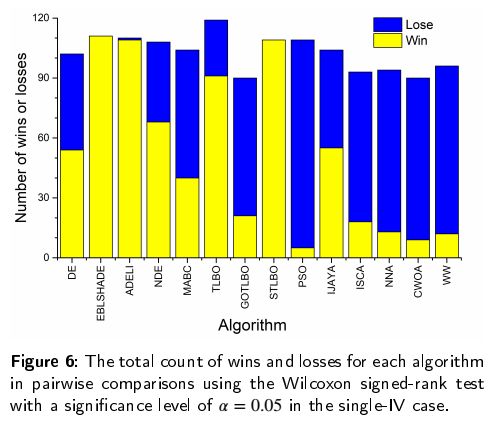 120
90
60
30
0
Number of wins or losses
Lose
Win
DE
EBLSHADE
ADELI
NDE
MABC
TLBO
GOTLBO
STLBO
PSO
IJAYA
ISCA
NNA
CWOA
WW
Algorithm
Figure 6: The total count of wins and losses for each algorithm
in pairwise comparisons using the Wilcoxon signed-rank test
with a significance level of α = 0.05 in the single-IV case.